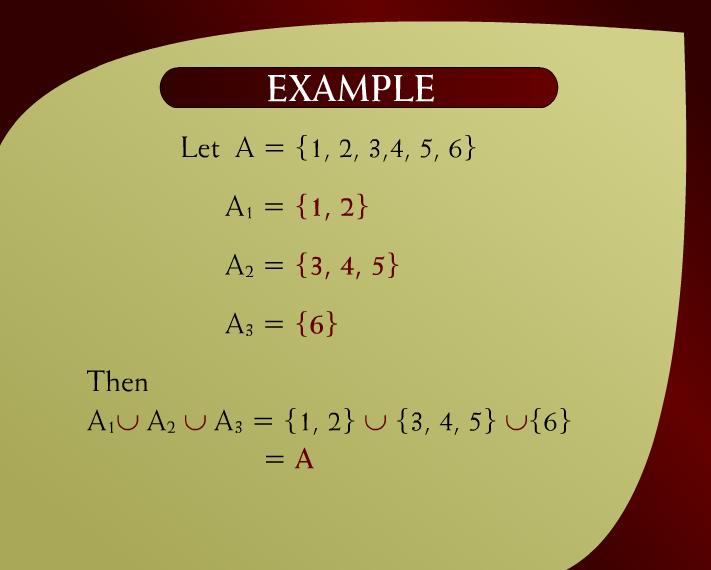 EXAMPLE
Let A = {1, 2, 3,4, 5, 6}
A₁ = {1, 2}
A₂ = {3, 4, 5}
A₃ = {6}
Then
A₁∪ A₂ ∪ A₃ = {1, 2} ∪ {3, 4, 5} ∪{6}
= A